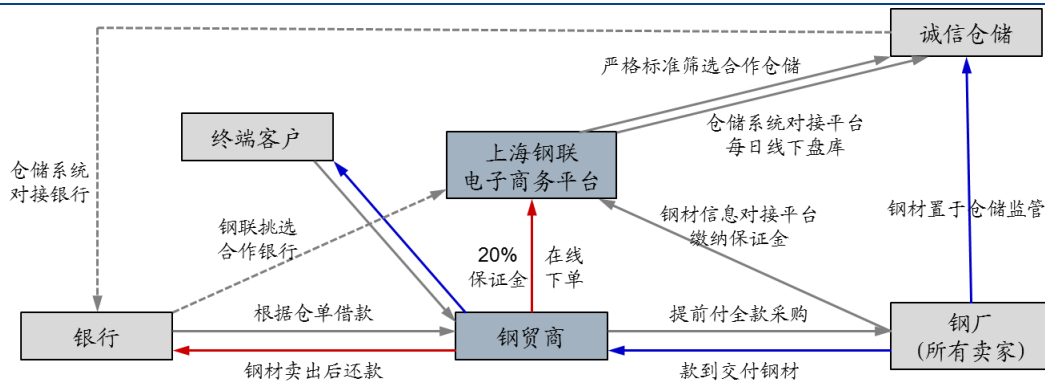 诚信仓储
严格标准筛选合作仓储
终端客户
仓储系统对接平台
每日线下盘库
上海钢联
电子商务平台
仓储系统
对接银行
钢联挑选
合作银行
钢材信息对接平台
缴纳保证金
钢材置于仓储监管
20%
保证金
在线
下单
银行
根据仓单借款
钢贸商
提前付全款采购
钢厂
(所有卖家)
钢材卖出后还款
款到交付钢材